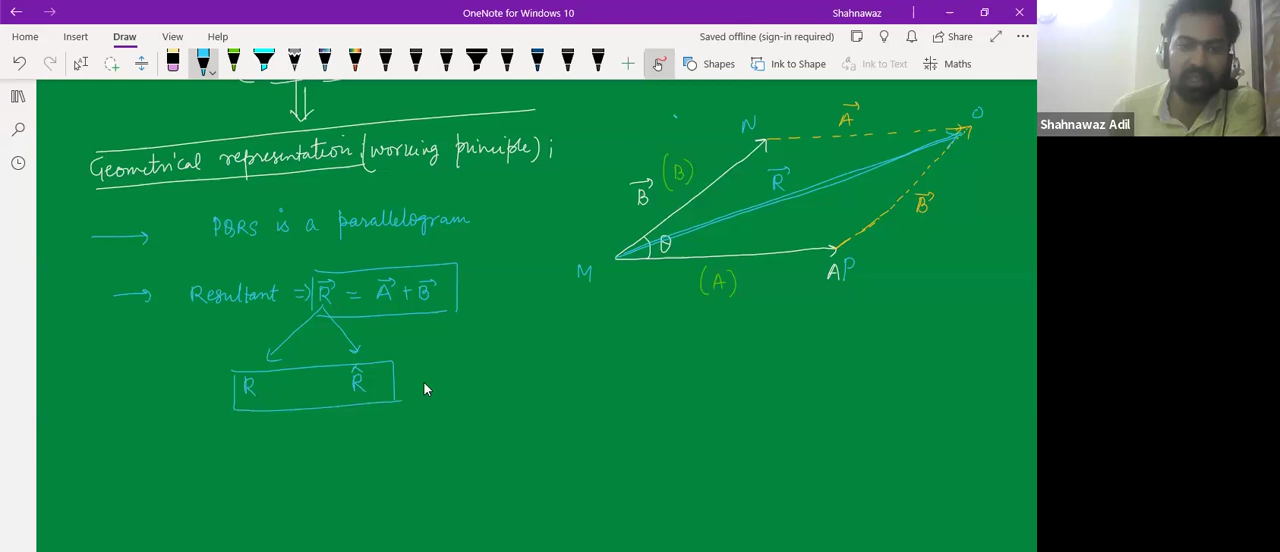 OneNote for Windows 10
Shahnawaz
Home Insert Draw View Help
Saved offline (sign-in required)
Share
Shapes
Ink to Shape
Ink to Text
Maths
Shahnawaz Adil
Geometrical representation (working principle) ;
PQRS is a parallelogram
Resultant ⇒ R⃗ = A⃗ + B⃗
R R̂
N A⃗ O
(B)
B⃗ R⃗ B⃗
θ
M (A) A P